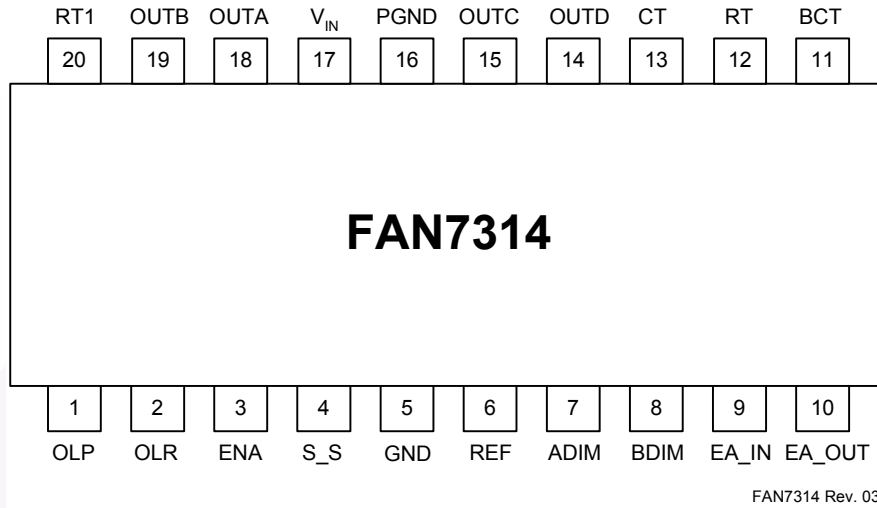 RT1 OUTB OUTA VIN PGND OUTC OUTD CT RT BCT
20 19 18 17 16 15 14 13 12 11
FAN7314
1 2 3 4 5 6 7 8 9 10
OLP OLR ENA S_S GND REF ADIM BDIM EA_IN EA_OUT
FAN7314 Rev. 03